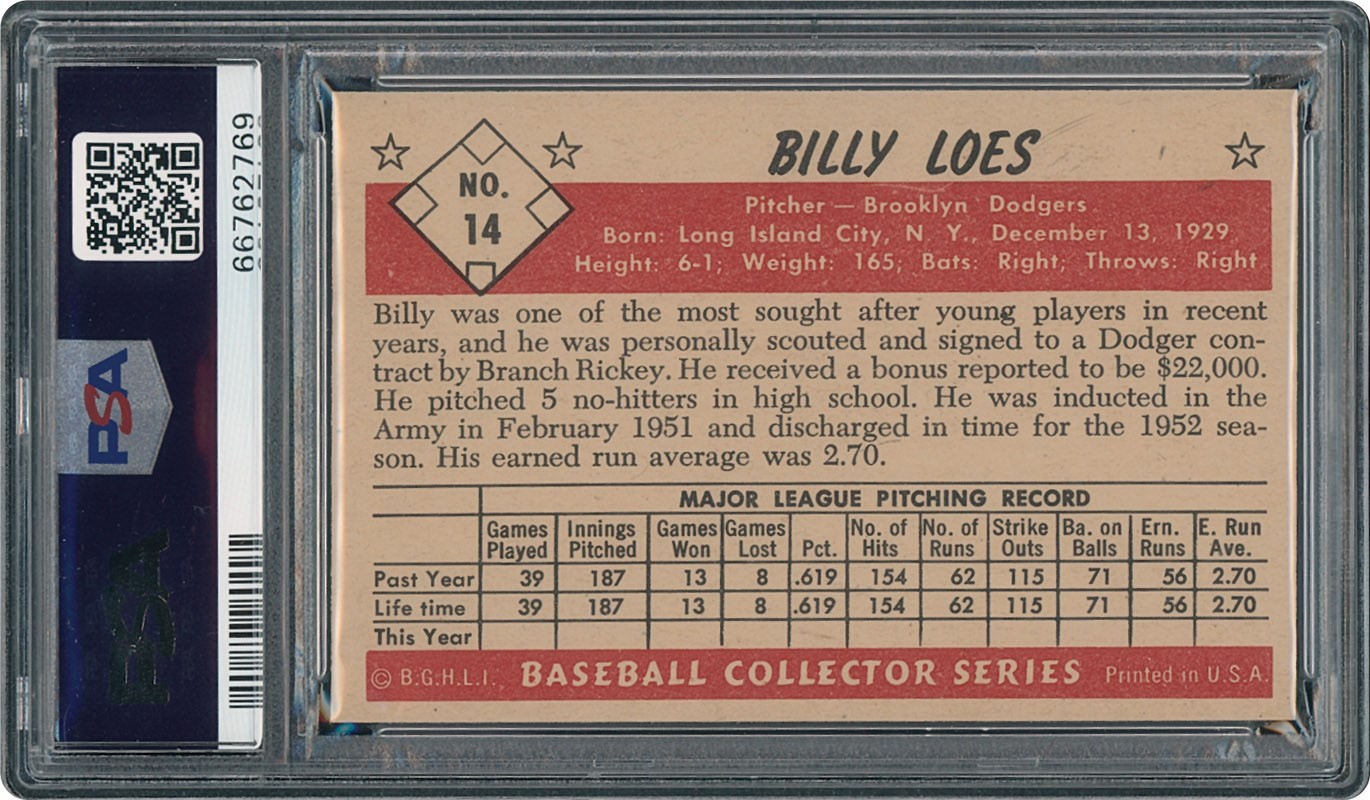 66762769
PSA
NO.
14
BILLY LOES
Pitcher — Brooklyn Dodgers
Born: Long Island City, N Y., December 13, 1929
Height: 6-1; Weight: 165; Bats: Right; Throws: Right
Billy was one of the most sought after young players in recent
years, and he was personally scouted and signed to a Dodger con-
tract by Branch Rickey. He received a bonus reported to be $22,000.
He pitched 5 no-hitters in high school. He was inducted in the
Army in February 1951 and discharged in time for the 1952 sea-
son. His earned run average was 2.70.
MAJOR LEAGUE PITCHING RECORD
Games Played Innings Pitched Games Won Games Lost Pct. No. of Hits No. of Runs Strike Outs Ba. on Balls Ern. Runs E. Run Ave.
Past Year 39 187 13 8 .619 154 62 115 71 56 2.70
Life time 39 187 13 8 .619 154 62 115 71 56 2.70
This Year
© B.G.H.L.I. BASEBALL COLLECTOR SERIES Printed in U.S.A.
PSA